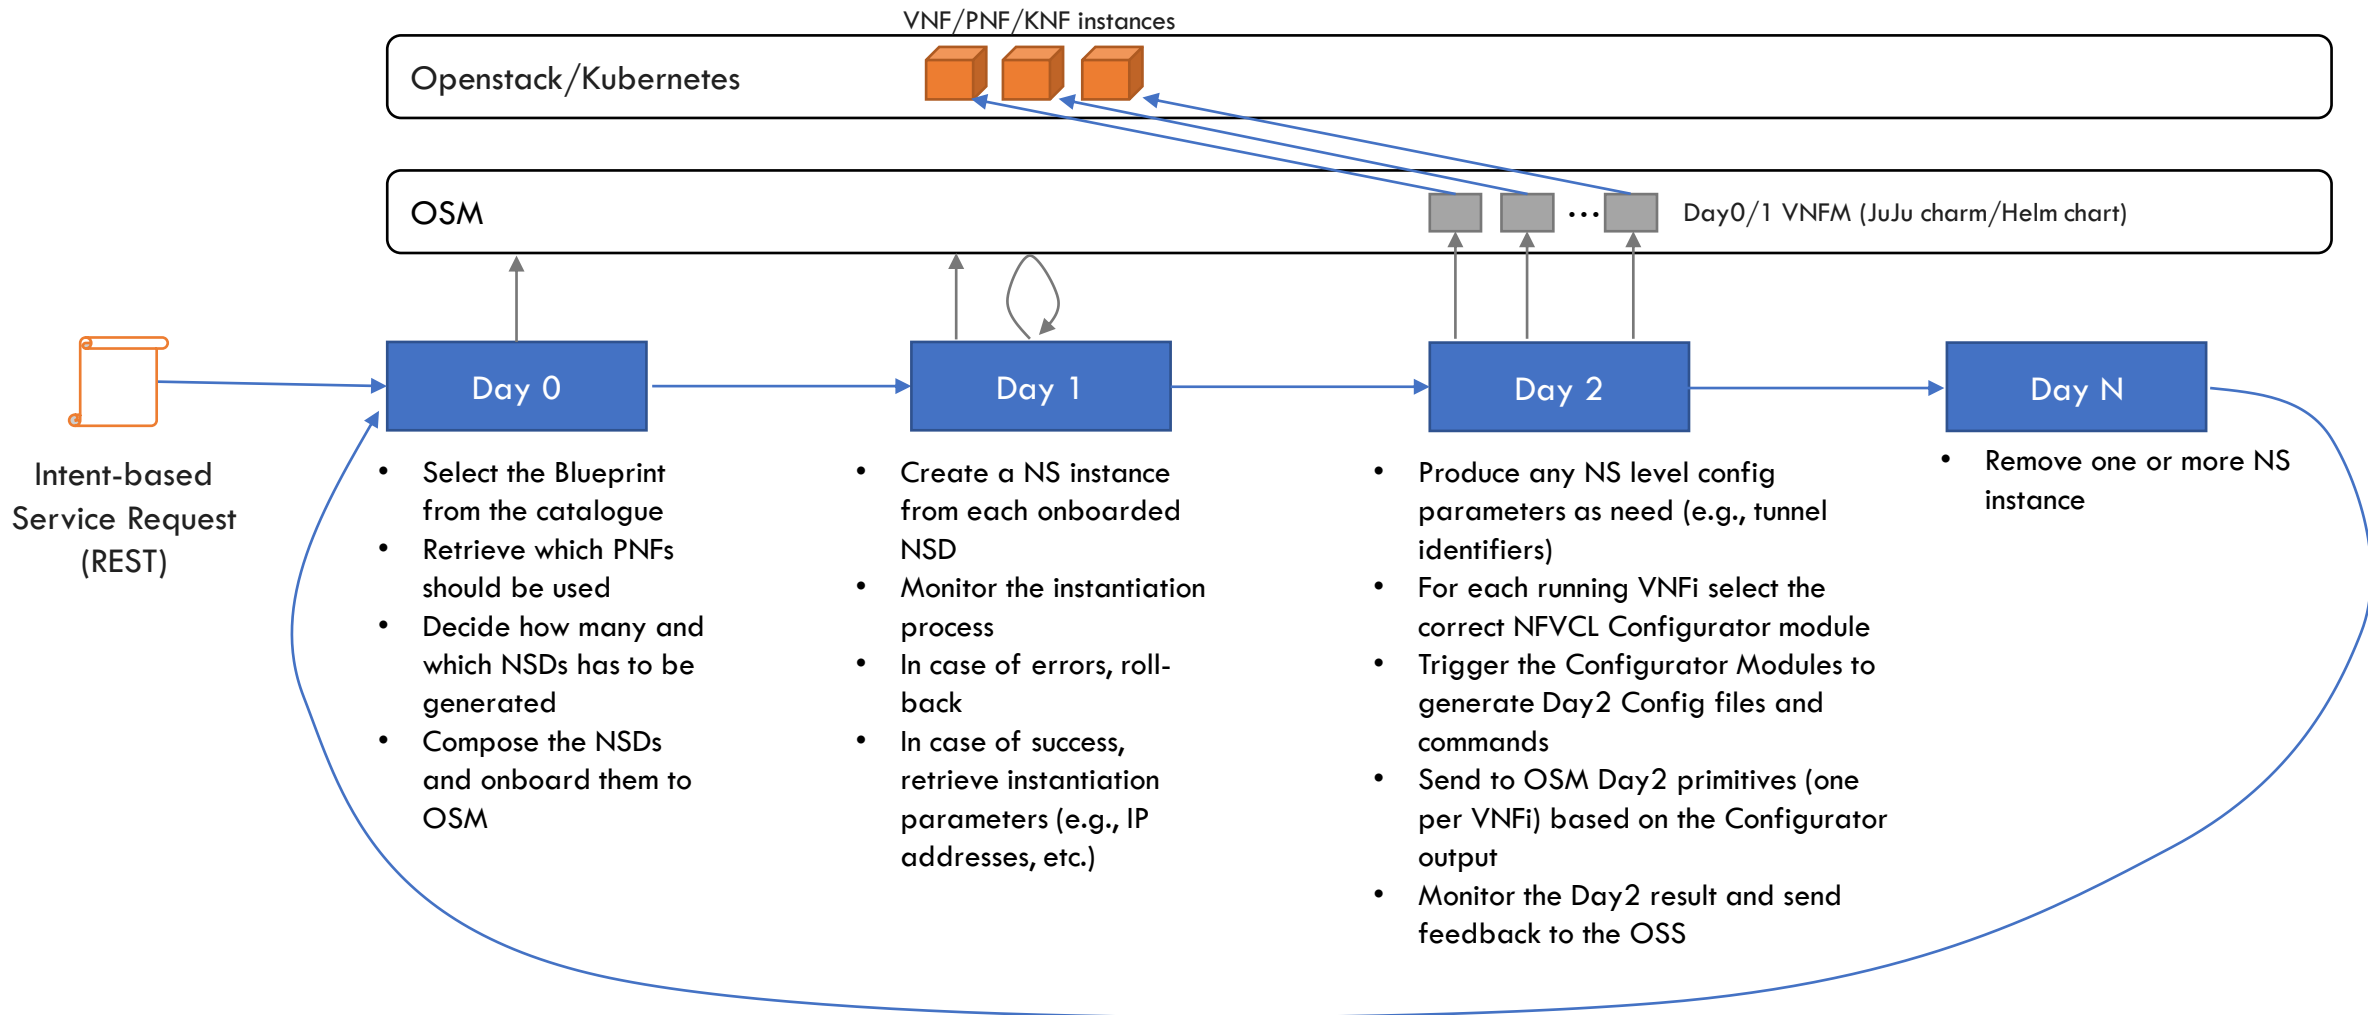 VNF/PNF/KNF instances
Openstack/Kubernetes
OSM
... Day0/1 VNFM (JuJu charm/Helm chart)
Intent-based
Service Request
(REST)
Day 0
• Select the Blueprint
from the catalogue
• Retrieve which PNFs
should be used
• Decide how many and
which NSDs has to be
generated
• Compose the NSDs
and onboard them to
OSM
Day 1
• Create a NS instance
from each onboarded
NSD
• Monitor the instantiation
process
• In case of errors, roll-
back
• In case of success,
retrieve instantiation
parameters (e.g., IP
addresses, etc.)
Day 2
• Produce any NS level config
parameters as need (e.g., tunnel
identifiers)
• For each running VNFi select the
correct NFVCL Configurator module
• Trigger the Configurator Modules to
generate Day2 Config files and
commands
• Send to OSM Day2 primitives (one
per VNFi) based on the Configurator
output
• Monitor the Day2 result and send
feedback to the OSS
Day N
• Remove one or more NS
instance